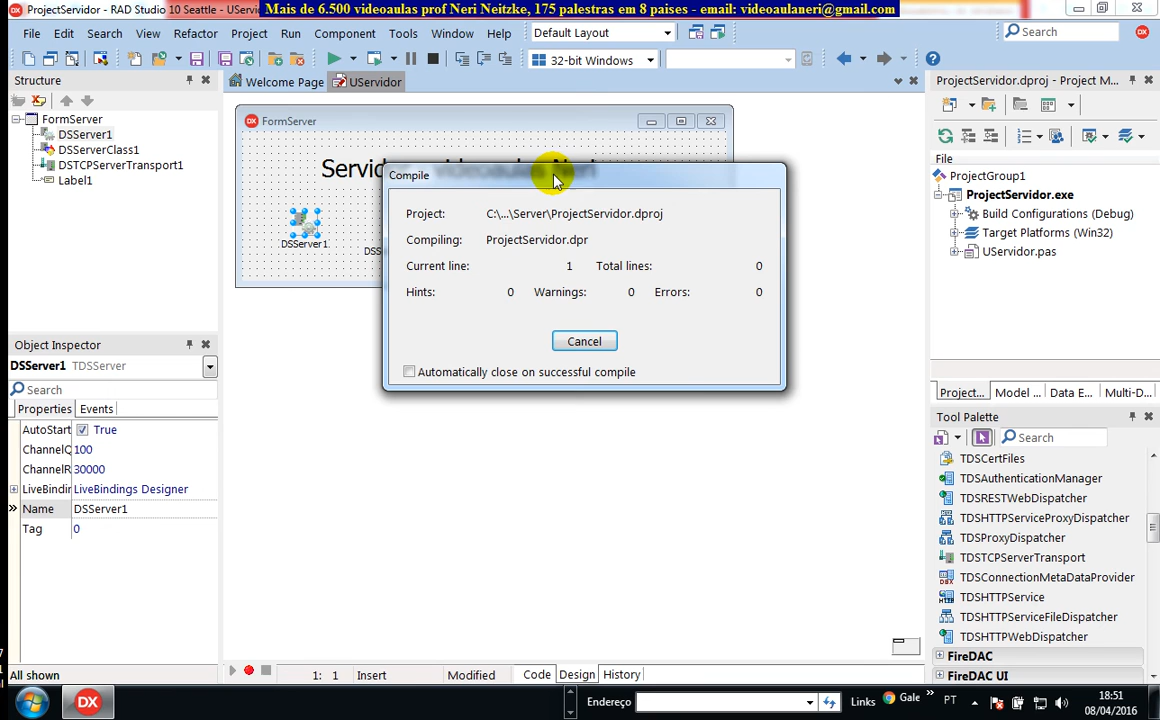 ProjectServidor - RAD Studio 10 Seattle - UServi
Mais de 6.500 videoaulas prof Neri Neitzke, 175 palestras em 8 paises - email: videoaulaneri@gmail.com
File Edit Search View Refactor Project Run Component Tools Window Help
Default Layout
Search
32-bit Windows
Structure
FormServer
DSServer1
DSServerClass1
DSTCPServerTransport1
Label1
Object Inspector
DSServer1 TDSServer
Search
Properties Events
AutoStart True
ChannelQ 100
ChannelR 30000
LiveBindin LiveBindings Designer
Name DSServer1
Tag 0
All shown
Welcome Page UServidor
FormServer
Servidor videoaulas Neri
DSServer1
DSS
Compile
Project: C:\...\Server\ProjectServidor.dproj
Compiling: ProjectServidor.dpr
Current line: 1 Total lines: 0
Hints: 0 Warnings: 0 Errors: 0
Cancel
Automatically close on successful compile
1: 1 Insert Modified Code Design History
ProjectServidor.dproj - Project M...
File
ProjectGroup1
ProjectServidor.exe
Build Configurations (Debug)
Target Platforms (Win32)
UServidor.pas
Project... Model ... Data E... Multi-D...
Tool Palette
Search
TDSCertFiles
TDSAuthenticationManager
TDSRESTWebDispatcher
TDSHTTPServiceProxyDispatcher
TDSProxyDispatcher
TDSTCPServerTransport
TDSConnectionMetaDataProvider
TDSHTTPService
TDSHTTPServiceFileDispatcher
TDSHTTPWebDispatcher
FireDAC
FireDAC UI
DX
Endereço
Links
Gale
PT
18:51
08/04/2016